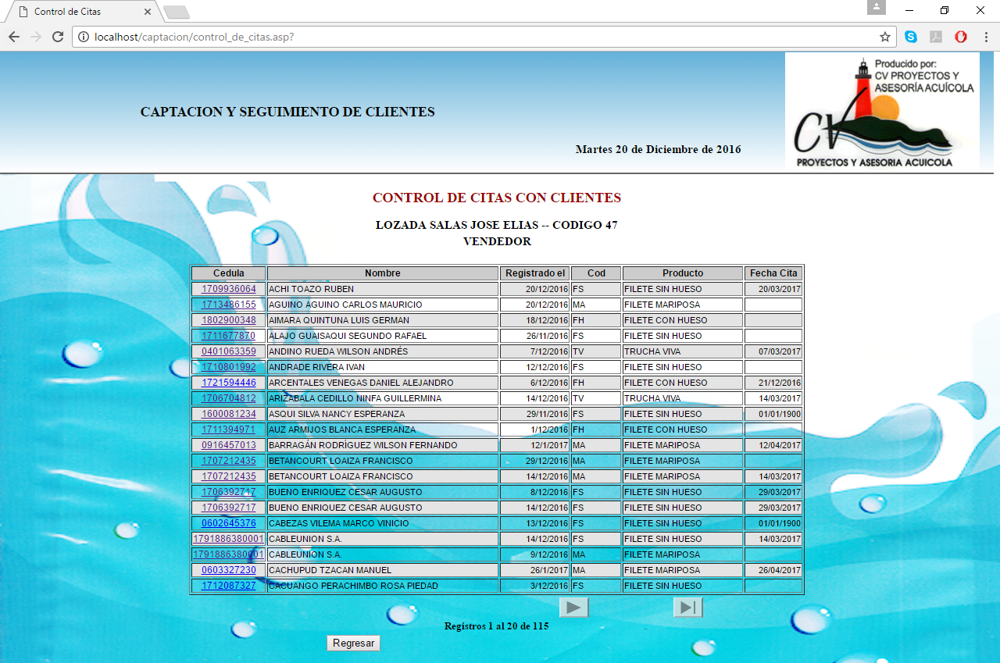 Control de Citas
localhost/captacion/control_de_citas.asp?
CAPTACION Y SEGUIMIENTO DE CLIENTES
Martes 20 de Diciembre de 2016
Producido por:
CV PROYECTOS Y
ASESORÍA ACUÍCOLA
CV
PROYECTOS Y ASESORIA ACUICOLA
CONTROL DE CITAS CON CLIENTES
LOZADA SALAS JOSE ELIAS -- CODIGO 47
VENDEDOR
Cedula Nombre Registrado el Cod Producto Fecha Cita
1709936064 ACHI TOAZO RUBEN 20/12/2016 FS FILETE SIN HUESO 20/03/2017
1713486155 AGUINO AGUINO CARLOS MAURICIO 20/12/2016 MA FILETE MARIPOSA
1802900348 AIMARA QUINTUNA LUIS GERMAN 18/12/2016 FH FILETE CON HUESO
1711677870 ALAJO GUAISAQUI SEGUNDO RAFAEL 26/11/2016 FS FILETE SIN HUESO
0401063359 ANDINO RUEDA WILSON ANDRÉS 7/12/2016 TV TRUCHA VIVA 07/03/2017
1710801992 ANDRADE RIVERA IVAN 12/12/2016 FS FILETE SIN HUESO
1721594446 ARCENTALES VENEGAS DANIEL ALEJANDRO 6/12/2016 FH FILETE CON HUESO 21/12/2016
1706704812 ARIZABALA CEDILLO NINFA GUILLERMINA 14/12/2016 TV TRUCHA VIVA 14/03/2017
1600081234 ASQUI SILVA NANCY ESPERANZA 29/11/2016 FS FILETE SIN HUESO 01/01/1900
1711394971 AUZ ARMIJOS BLANCA ESPERANZA 1/12/2016 FH FILETE CON HUESO
0916457013 BARRAGÁN RODRÍGUEZ WILSON FERNANDO 12/1/2017 MA FILETE MARIPOSA 12/04/2017
1707212435 BETANCOURT LOAIZA FRANCISCO 29/12/2016 MA FILETE MARIPOSA
1707212435 BETANCOURT LOAIZA FRANCISCO 14/12/2016 MA FILETE MARIPOSA 14/03/2017
1706392717 BUENO ENRIQUEZ CESAR AUGUSTO 8/12/2016 FS FILETE SIN HUESO 29/03/2017
1706392717 BUENO ENRIQUEZ CESAR AUGUSTO 14/12/2016 FS FILETE SIN HUESO 29/03/2017
0602645376 CABEZAS VILEMA MARCO VINICIO 13/12/2016 FS FILETE SIN HUESO 01/01/1900
1791886380001 CABLEUNION S.A. 14/12/2016 FS FILETE SIN HUESO 14/03/2017
1791886380001 CABLEUNION S.A. 9/12/2016 MA FILETE MARIPOSA
0603327230 CACHUPUD TZACAN MANUEL 26/1/2017 MA FILETE MARIPOSA 26/04/2017
1712087327 CACUANGO PERACHIMBO ROSA PIEDAD 3/12/2016 FS FILETE SIN HUESO
Registros 1 al 20 de 115
Regresar